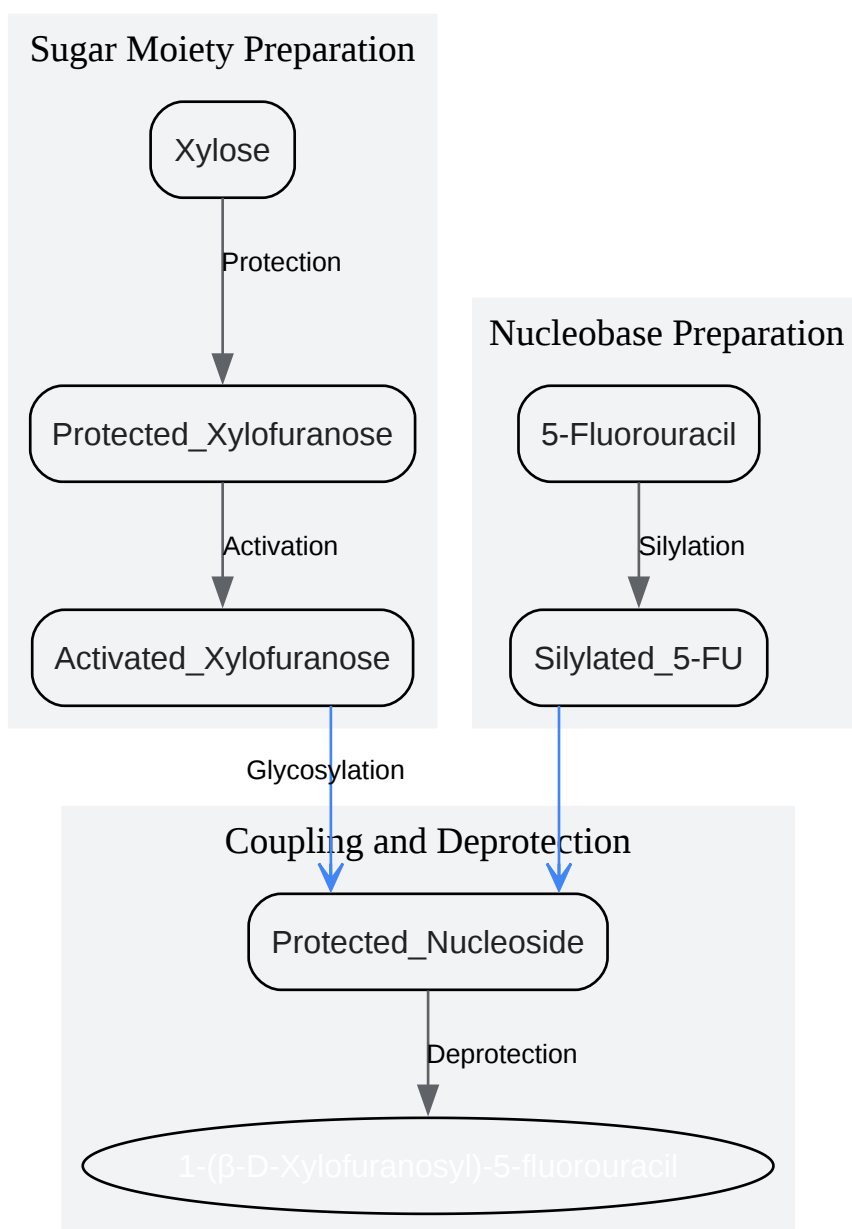 Sugar Moiety Preparation
Xylose
Protection
Protected_Xylofuranose
Activation
Activated_Xylofuranose
Nucleobase Preparation
5-Fluorouracil
Silylation
Silylated_5-FU
Glycosylation
Coupling and Deprotection
Protected_Nucleoside
Deprotection
1-(β-D-Xylofuranosyl)-5-fluorouracil